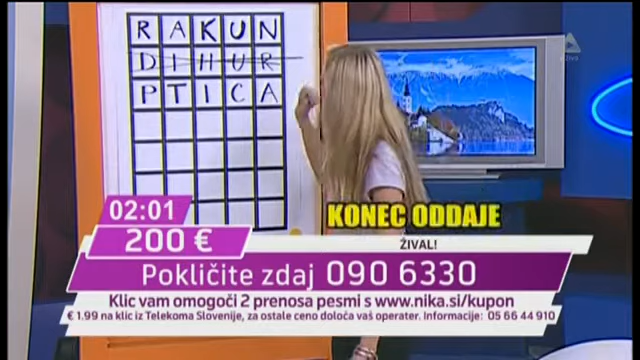 RAKUN
DIHUR
PTICA
02:01
KONEC ODDAJE
200 €
ŽIVAL!
Pokličite zdaj 090 6330
Klic vam omogoči 2 prenosa pesmi s www.nika.si/kupon
€ 1.99 na klic iz Telekoma Slovenije, za ostale ceno določa vaš operater. Informacije: 05 66 44 910